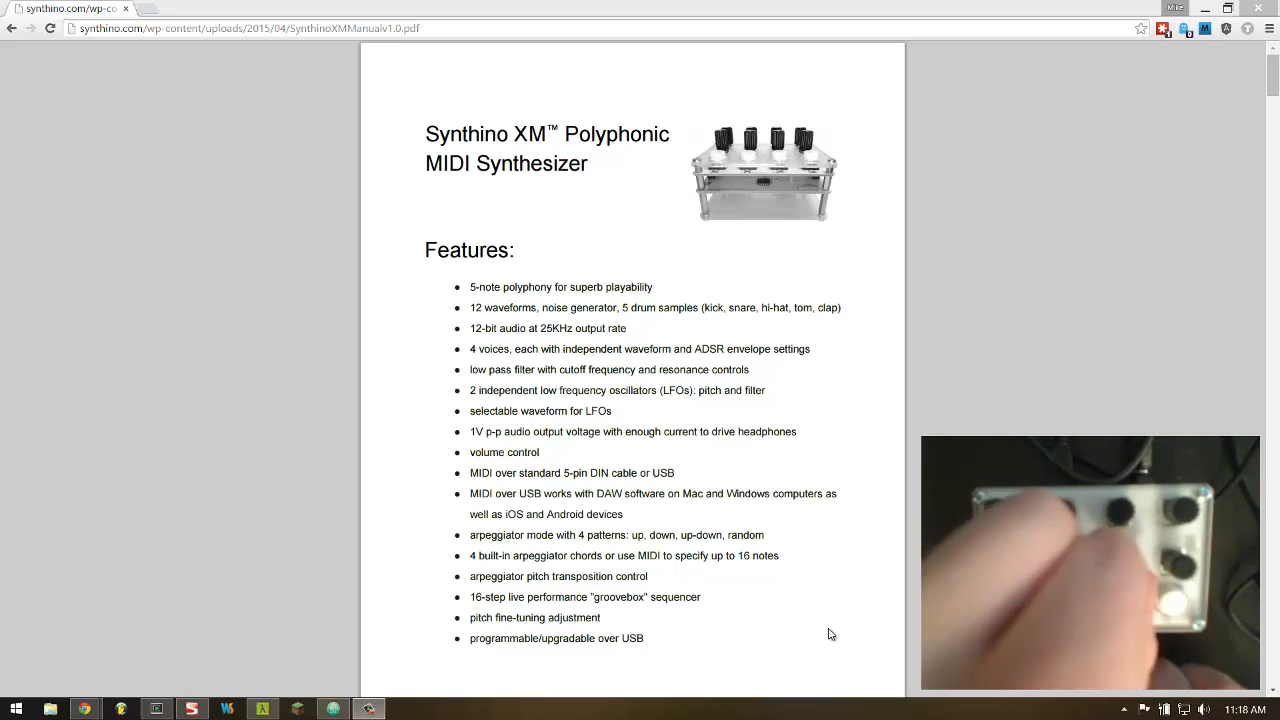 synthino.com/wp-co
Mike
synthino.com/wp-content/uploads/2015/04/SynthinoXMManualv1.0.pdf
Synthino XM™ Polyphonic
MIDI Synthesizer
Features:
● 5-note polyphony for superb playability
● 12 waveforms, noise generator, 5 drum samples (kick, snare, hi-hat, tom, clap)
● 12-bit audio at 25KHz output rate
● 4 voices, each with independent waveform and ADSR envelope settings
● low pass filter with cutoff frequency and resonance controls
● 2 independent low frequency oscillators (LFOs): pitch and filter
● selectable waveform for LFOs
● 1V p-p audio output voltage with enough current to drive headphones
● volume control
● MIDI over standard 5-pin DIN cable or USB
● MIDI over USB works with DAW software on Mac and Windows computers as
well as iOS and Android devices
● arpeggiator mode with 4 patterns: up, down, up-down, random
● 4 built-in arpeggiator chords or use MIDI to specify up to 16 notes
● arpeggiator pitch transposition control
● 16-step live performance "groovebox" sequencer
● pitch fine-tuning adjustment
● programmable/upgradable over USB
11:18 AM